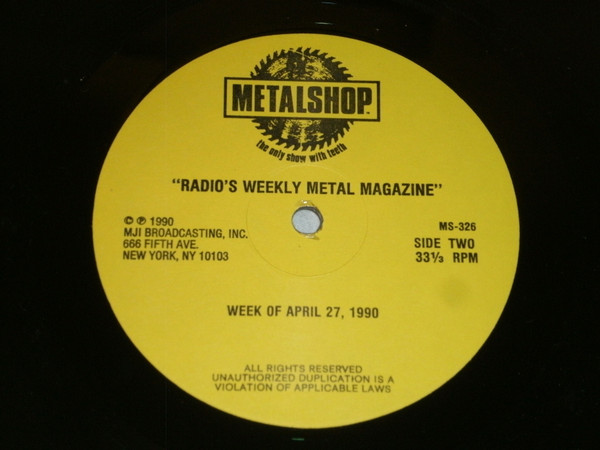 METALSHOP™
the only show with teeth
"RADIO'S WEEKLY METAL MAGAZINE"
© ℗ 1990
MJI BROADCASTING, INC.
666 FIFTH AVE.
NEW YORK, NY 10103
MS-326
SIDE TWO
33⅓ RPM
WEEK OF APRIL 27, 1990
ALL RIGHTS RESERVED
UNAUTHORIZED DUPLICATION IS A
VIOLATION OF APPLICABLE LAWS